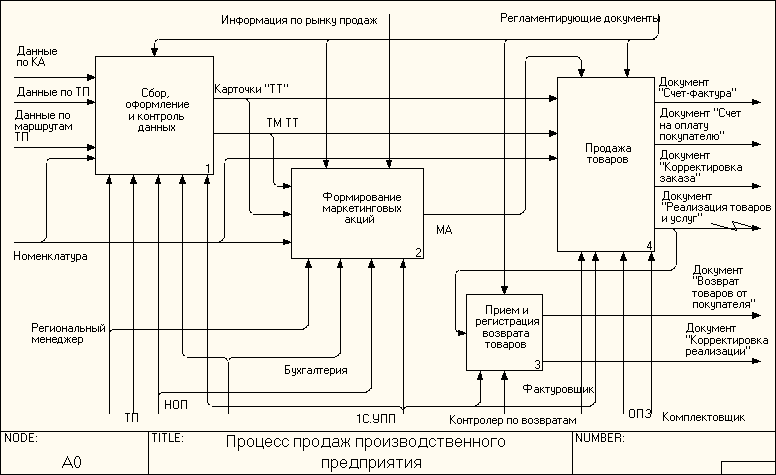 Информация по рынку продаж
Регламентирующие документы
Данные
по КА
Данные по ТП
Данные по
маршрутам
ТП
Номенклатура
Сбор,
оформление
и контроль
данных
1
Карточки "ТТ"
ТМ ТТ
Формирование
маркетинговых
акций
2
МА
Продажа
товаров
4
Документ
"Счет-фактура"
Документ "Счет
на оплату
покупателю"
Документ
"Корректировка
заказа"
Документ
"Реализация товаров
и услуг"
Прием и
регистрация
возврата
товаров
3
Документ
"Возврат
товаров от
покупателя"
Документ
"Корректировка
реализации"
Региональный
менеджер
Бухгалтерия
Фактуровшик
ТП
НОП
1С.УПП
Контролер по возвратам
ОПЗ
Комплектовщик
NODE:
TITLE:
NUMBER:
A0
Процесс продаж производственного
предприятия